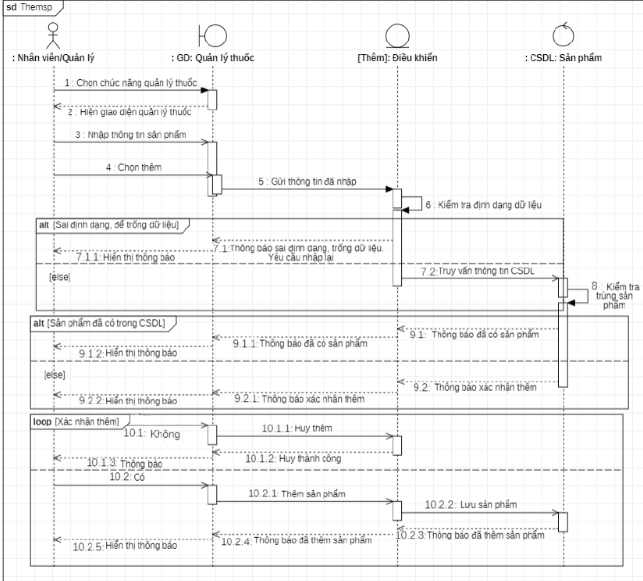 sd Themsp
: Nhân viên/Quản lý
: GD: Quản lý thuốc
[Thêm]: Điều khiển
: CSDL: Sản phẩm
1 : Chọn chức năng quản lý thuốc
2 : Hiện giao diện quản lý thuốc
3 : Nhập thông tin sản phẩm
4 : Chọn thêm
5 : Gửi thông tin đã nhập
6 : Kiểm tra định dạng dữ liệu
alt [Sai định dạng, để trống dữ liệu]
7.1:Thông báo sai định dạng, trống dữ liệu.
Yêu cầu nhập lại
7.1.1: Hiển thị thông báo
[else]
7.2:Truy vấn thông tin CSDL
8 : Kiểm tra
trùng sản
phẩm
alt [Sản phẩm đã có trong CSDL]
9.1: Thông báo đã có sản phẩm
9.1.1: Thông báo đã có sản phẩm
9.1.2: Hiển thị thông báo
[else]
9.2: Thông báo xác nhận thêm
9.2.1: Thông báo xác nhận thêm
9.2.2: Hiển thị thông báo
loop [Xác nhận thêm]
10.1: Không
10.1.1: Huy thêm
10.1.2: Huy thành công
10.1.3: Thông báo
10.2: Có
10.2.1: Thêm sản phẩm
10.2.2: Lưu sản phẩm
10.2.3: Thông báo đã thêm sản phẩm
10.2.4: Thông báo đã thêm sản phẩm
10.2.5: Hiển thị thông báo